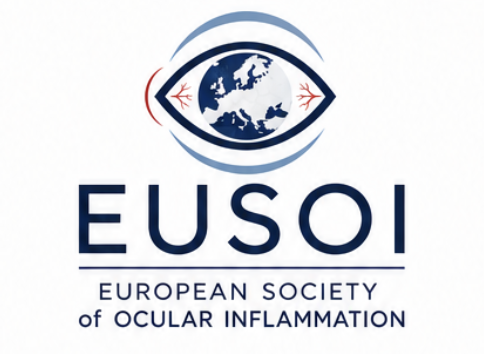 EUSOI
EUROPEAN SOCIETY
of OCULAR INFLAMMATION